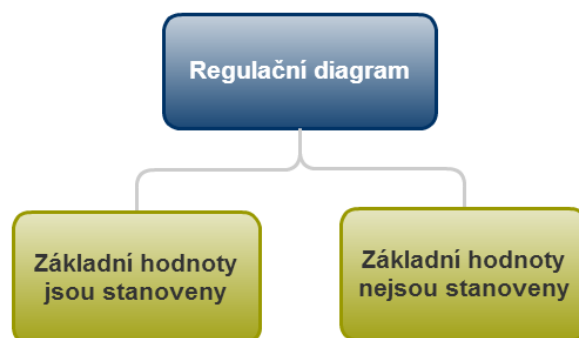 Regulační diagram
Základní hodnoty
jsou stanoveny
Základní hodnoty
nejsou stanoveny